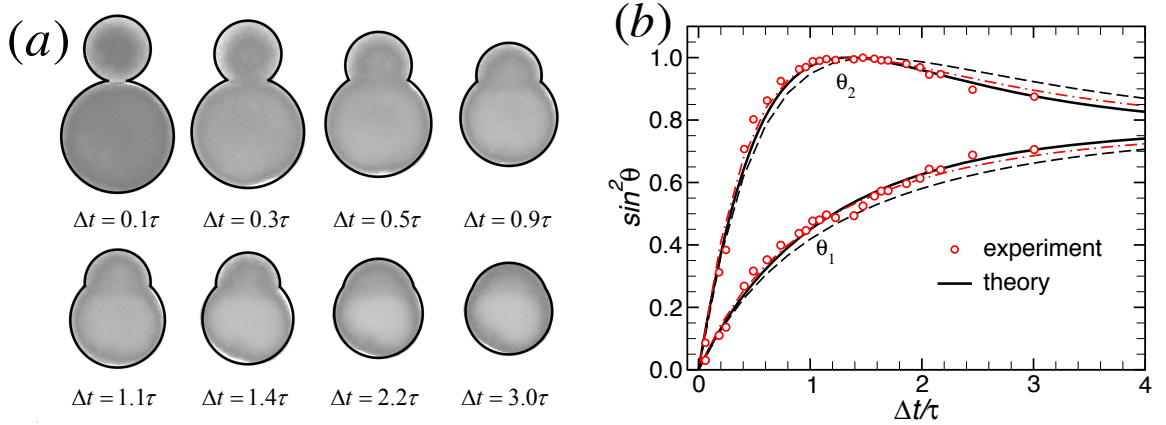 (a)
Δt = 0.1τ Δt = 0.3τ Δt = 0.5τ Δt = 0.9τ
Δt = 1.1τ Δt = 1.4τ Δt = 2.2τ Δt = 3.0τ
(b)
1.0
0.8
0.6
0.4
0.2
0.0
sin²θ
θ₂
θ₁
experiment
theory
0 1 2 3 4
Δt/τ